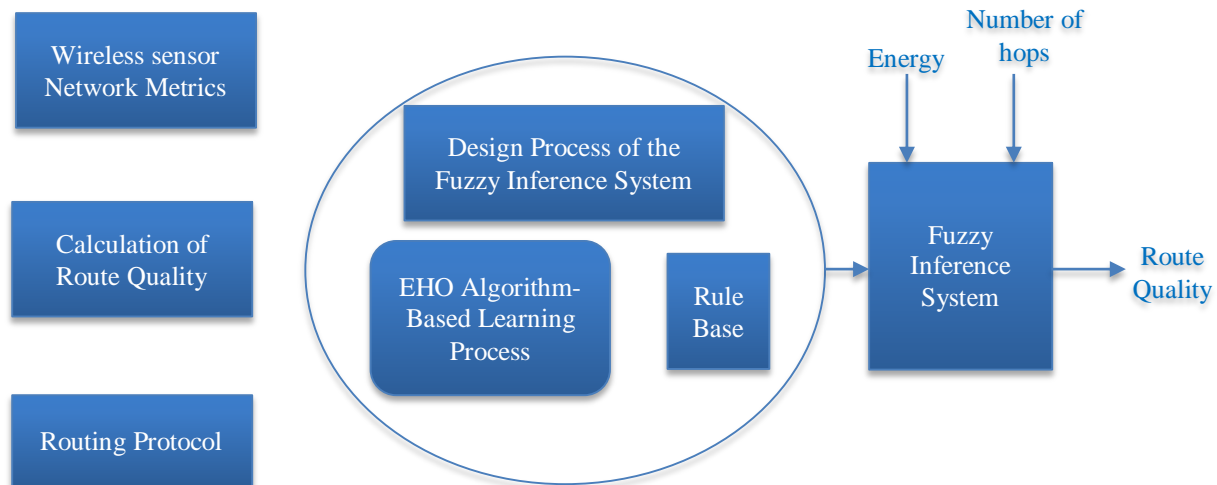 Wireless sensor
Network Metrics
Calculation of
Route Quality
Routing Protocol
Design Process of the
Fuzzy Inference System
EHO Algorithm-
Based Learning
Process
Rule
Base
Energy
Number of
hops
Fuzzy
Inference
System
Route
Quality